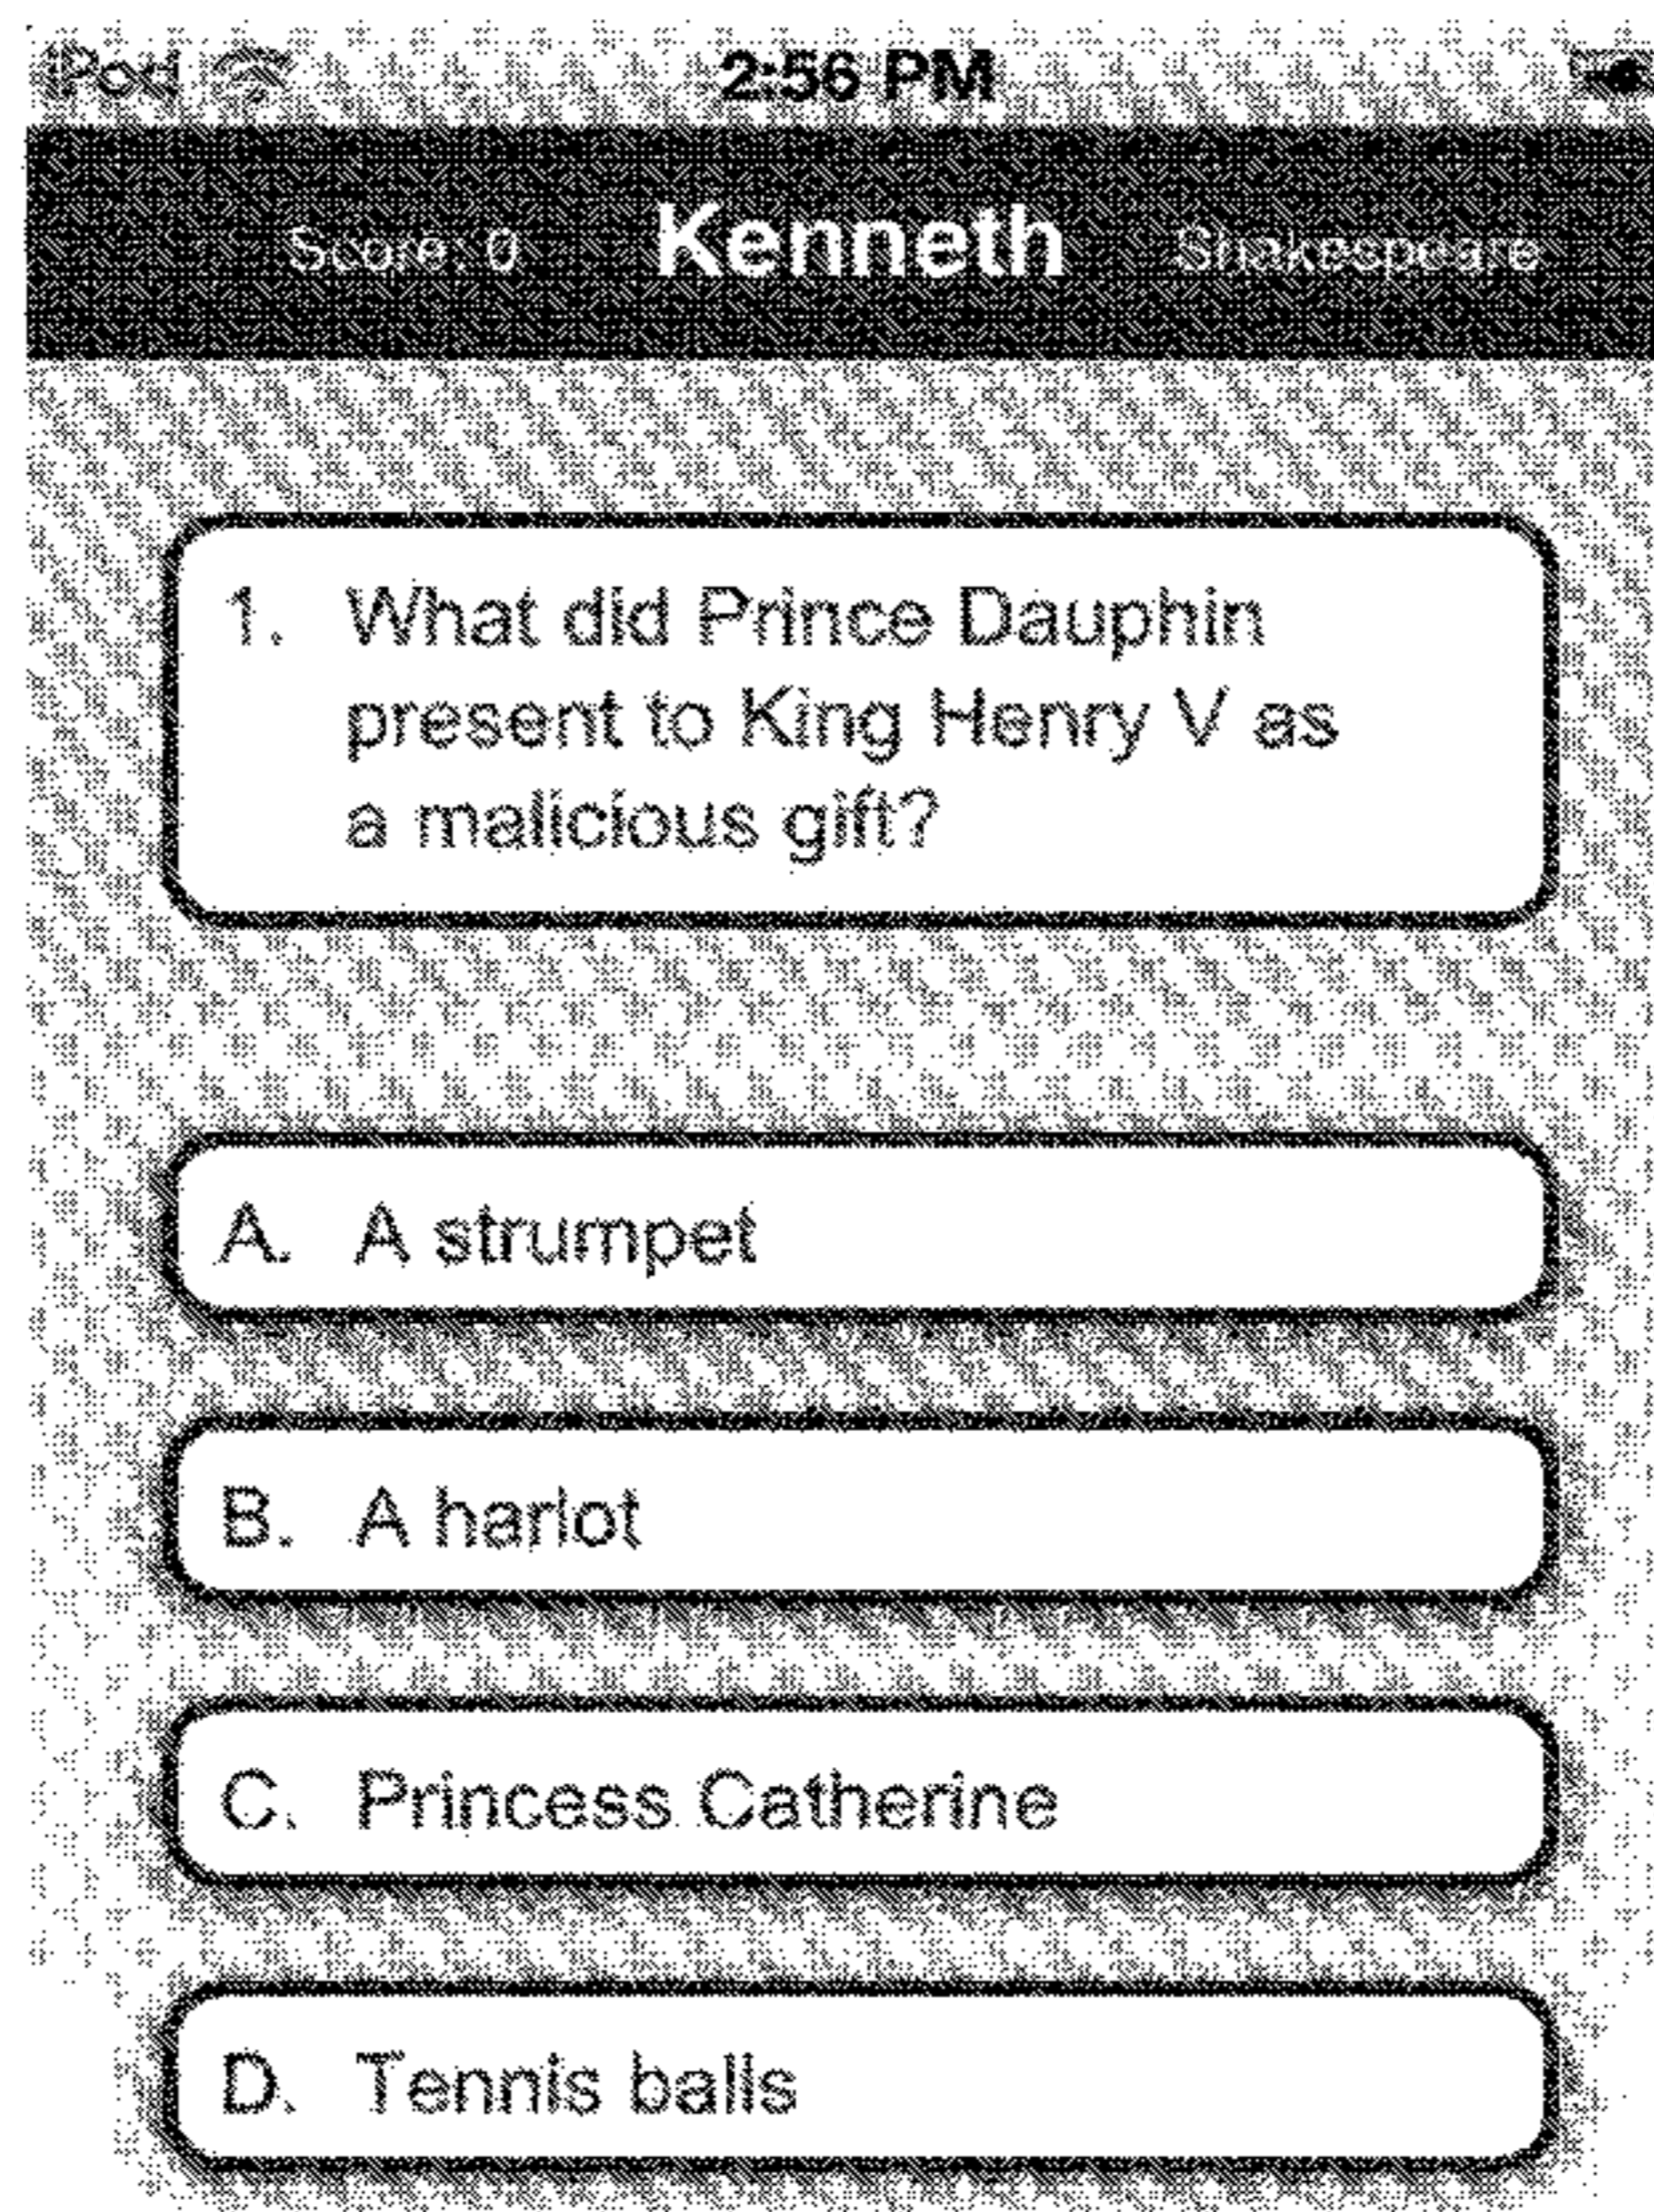 iPod 2:56 PM
Score: 0 Kenneth Shakespeare
1. What did Prince Dauphin
present to King Henry V as
a malicious gift?
A. A strumpet
B. A harlot
C. Princess Catherine
D. Tennis balls